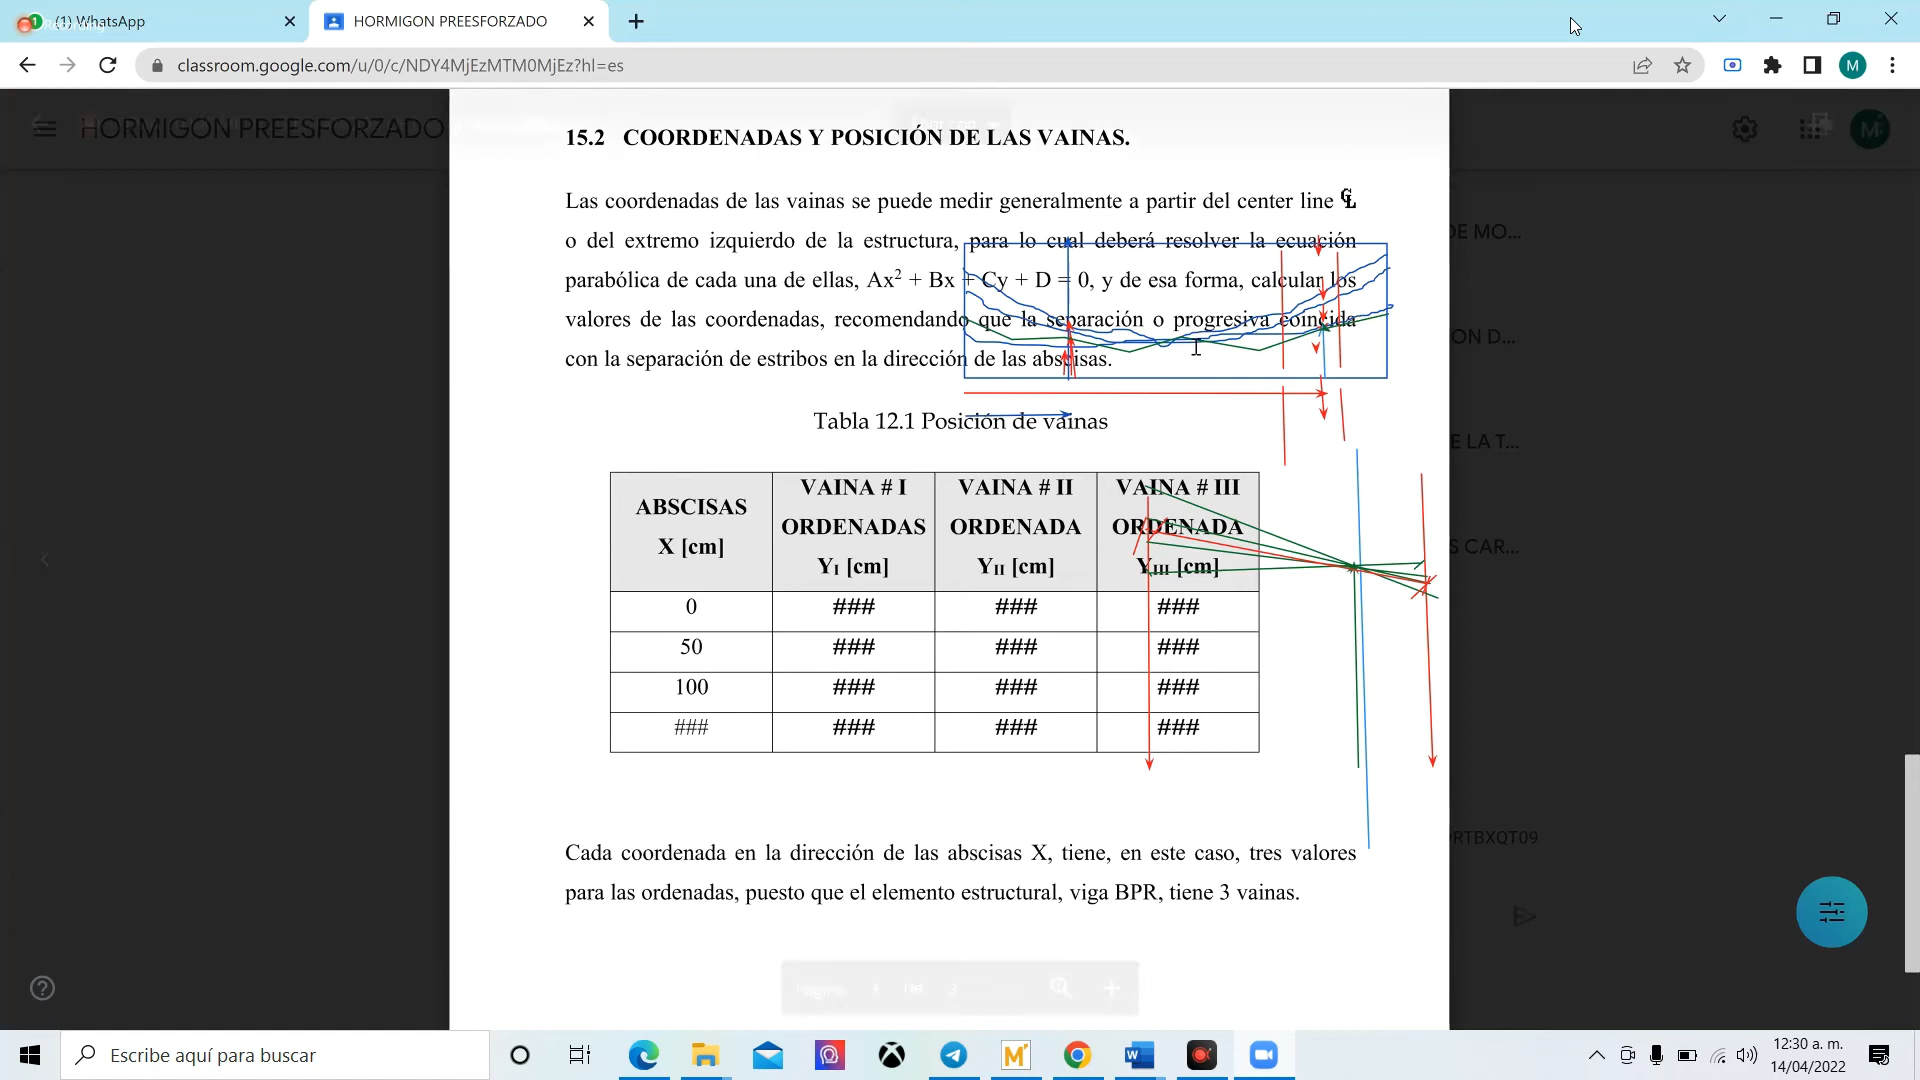 (1) WhatsApp
HORMIGON PREESFORZADO
classroom.google.com/u/0/c/NDY4MjEzMTM0MjEz?hl=es
M
HORMIGON PREESFORZADO
M
15.2 COORDENADAS Y POSICIÓN DE LAS VAINAS.
Las coordenadas de las vainas se puede medir generalmente a partir del center line ℄
o del extremo izquierdo de la estructura, para lo cual deberá resolver la ecuación
parabólica de cada una de ellas, Ax² + Bx + Cy + D = 0, y de esa forma, calcular los
valores de las coordenadas, recomendando que la separación o progresiva coincida
con la separación de estribos en la dirección de las abscisas.
DE MO...
ON D...
E LA T...
S CAR...
Tabla 12.1 Posición de vainas
ABSCISAS X [cm] VAINA # I ORDENADAS YI [cm] VAINA # II ORDENADA YII [cm] VAINA # III ORDENADA YIII [cm]
0 ### ### ###
50 ### ### ###
100 ### ### ###
### ### ### ###
RTBXQT09
Cada coordenada en la dirección de las abscisas X, tiene, en este caso, tres valores
para las ordenadas, puesto que el elemento estructural, viga BPR, tiene 3 vainas.
Escribe aquí para buscar
12:30 a. m.
14/04/2022